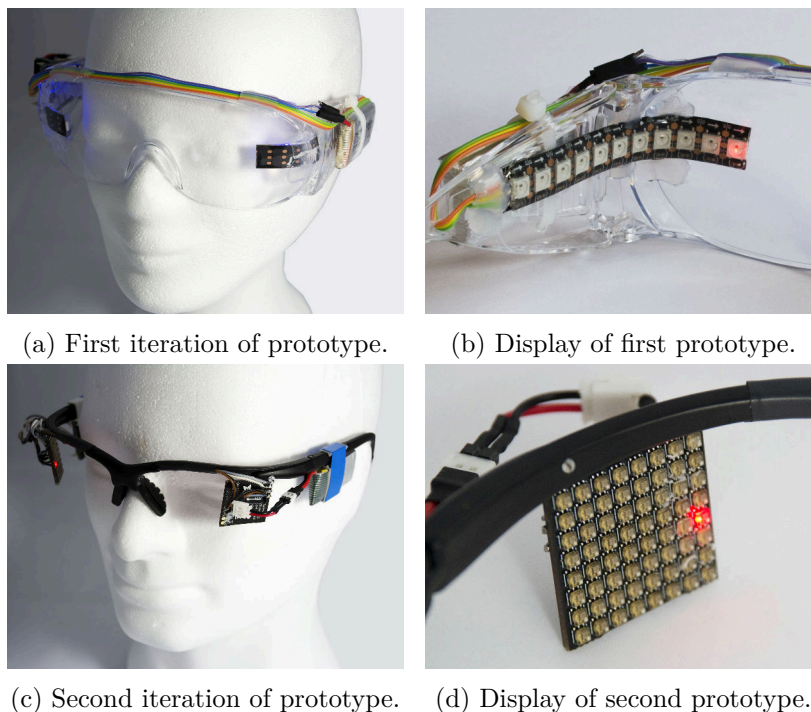 (a) First iteration of prototype.
(b) Display of first prototype.
(c) Second iteration of prototype.
(d) Display of second prototype.